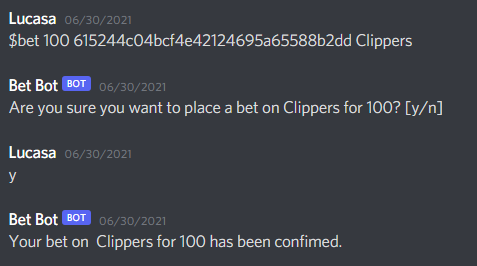 Lucasa 06/30/2021
$bet 100 615244c04bcf4e42124695a65588b2dd Clippers
Bet Bot BOT 06/30/2021
Are you sure you want to place a bet on Clippers for 100? [y/n]
Lucasa 06/30/2021
y
Bet Bot BOT 06/30/2021
Your bet on  Clippers for 100 has been confimed.